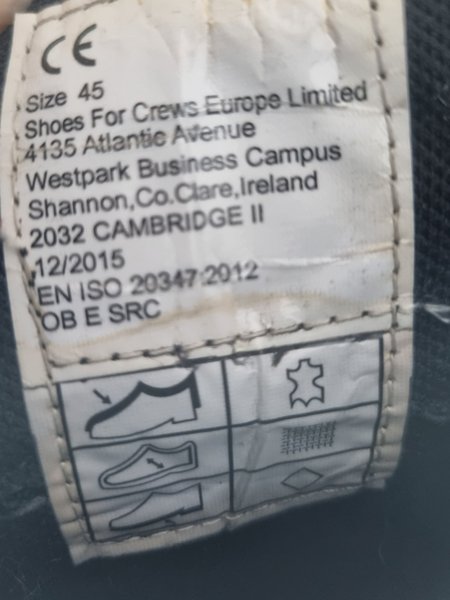 CE
Size 45
Shoes For Crews Europe Limited
4135 Atlantic Avenue
Westpark Business Campus
Shannon,Co.Clare,Ireland
2032 CAMBRIDGE II
12/2015
EN ISO 20347:2012
OB E SRC